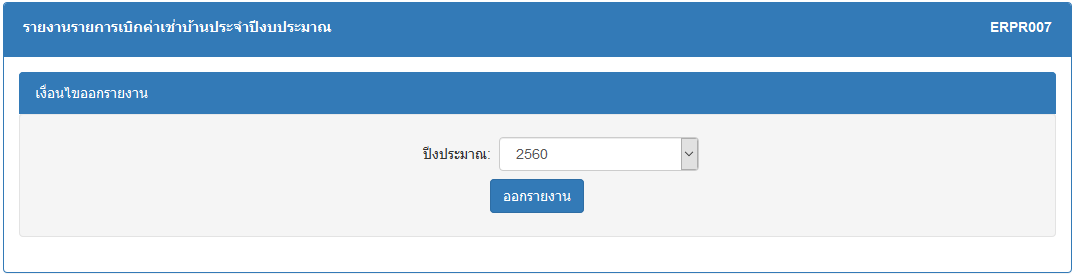 รายงานรายการเบิกค่าเช่าบ้านประจำปีงบประมาณ ERPR007
เงื่อนไขออกรายงาน
ปีงบประมาณ: 2560
ออกรายงาน